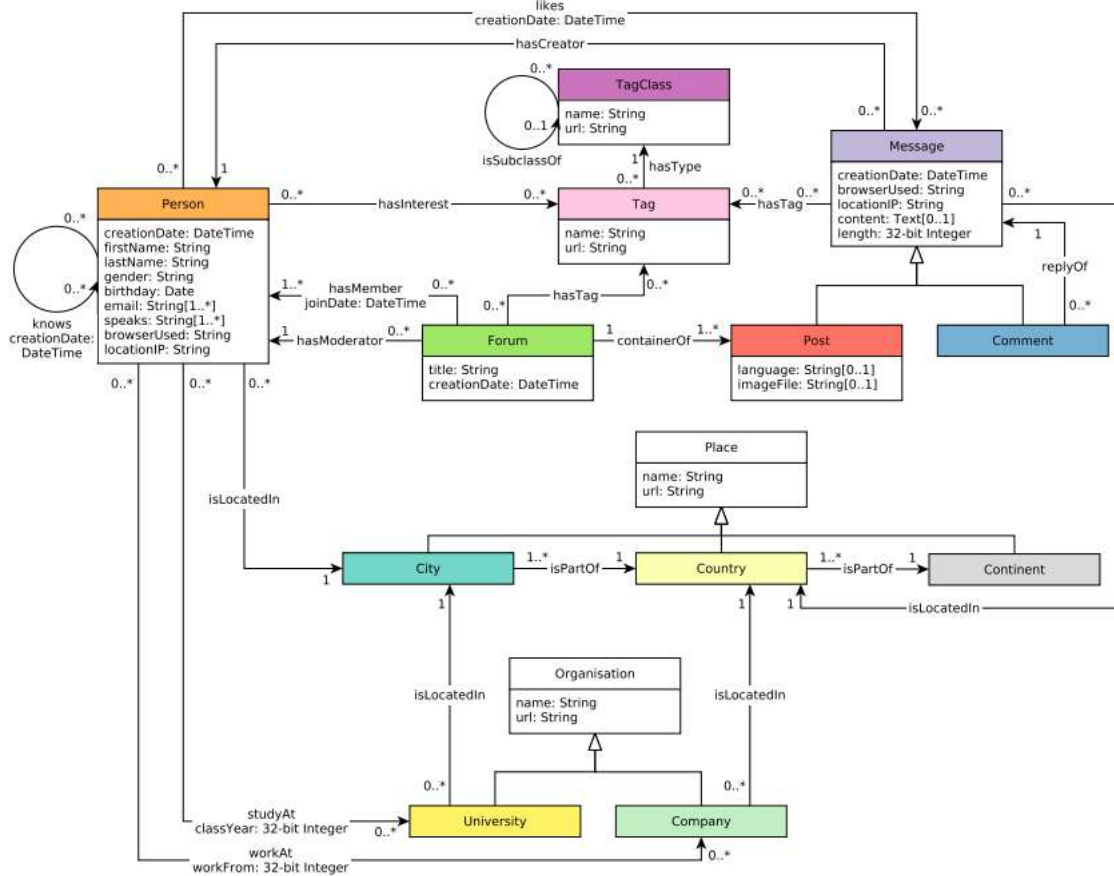 likes
creationDate: DateTime
hasCreator
0..*
TagClass
name: String
url: String
0..1
isSubclassOf
1
hasType
0..*
0..*
1
0..*
0..*
Message
creationDate: DateTime
browserUsed: String
locationIP: String
content: Text[0..1]
length: 32-bit Integer
0..*
Person
creationDate: DateTime
firstName: String
lastName: String
gender: String
birthday: Date
email: String[1..*]
speaks: String[1..*]
browserUsed: String
locationIP: String
0..*
0..*
knows
creationDate:
DateTime
0..*
hasInterest
0..*
Tag
name: String
url: String
0..*
hasTag
0..*
1
replyOf
0..*
1..*
hasMember
joinDate: DateTime
0..*
hasTag
0..*
1
hasModerator
0..*
Forum
title: String
creationDate: DateTime
1
containerOf
1..*
Post
language: String[0..1]
imageFile: String[0..1]
Comment
0..*
0..*
0..*
Place
name: String
url: String
isLocatedIn
1
City
1..*
isPartOf
1
Country
1..*
isPartOf
1
Continent
1
1
1
isLocatedIn
Organisation
name: String
url: String
isLocatedIn
isLocatedIn
0..*
0..*
studyAt
classYear: 32-bit Integer
0..*
University
Company
workAt
workFrom: 32-bit Integer
0..*